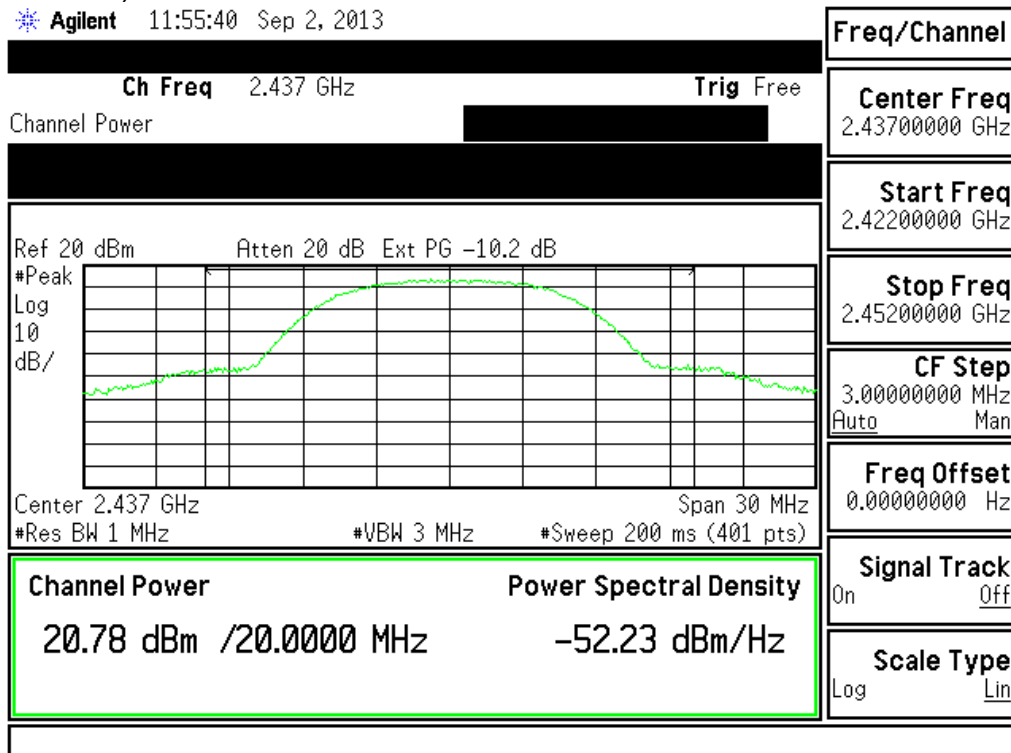 Agilent 11:55:40 Sep 2, 2013
Ch Freq 2.437 GHz Trig Free
Channel Power
Ref 20 dBm Atten 20 dB Ext PG -10.2 dB
#Peak
Log
10
dB/
Center 2.437 GHz Span 30 MHz
#Res BW 1 MHz #VBW 3 MHz #Sweep 200 ms (401 pts)
Channel Power Power Spectral Density
20.78 dBm /20.0000 MHz -52.23 dBm/Hz
Freq/Channel
Center Freq
2.43700000 GHz
Start Freq
2.42200000 GHz
Stop Freq
2.45200000 GHz
CF Step
3.00000000 MHz
Auto Man
Freq Offset
0.00000000 Hz
Signal Track
On Off
Scale Type
Log Lin